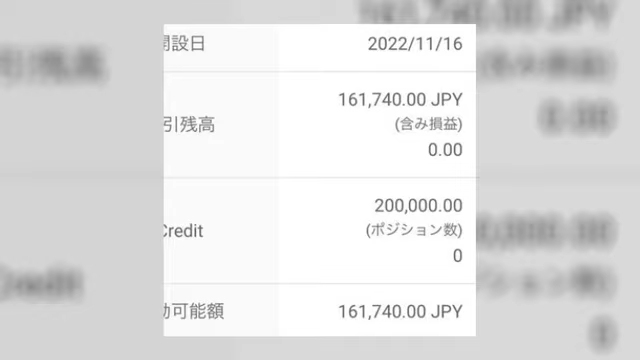 開設日 2022/11/16
161,740.00 JPY
引残高 (含み損益)
0.00
200,000.00
Credit (ポジション数)
0
動可能額 161,740.00 JPY